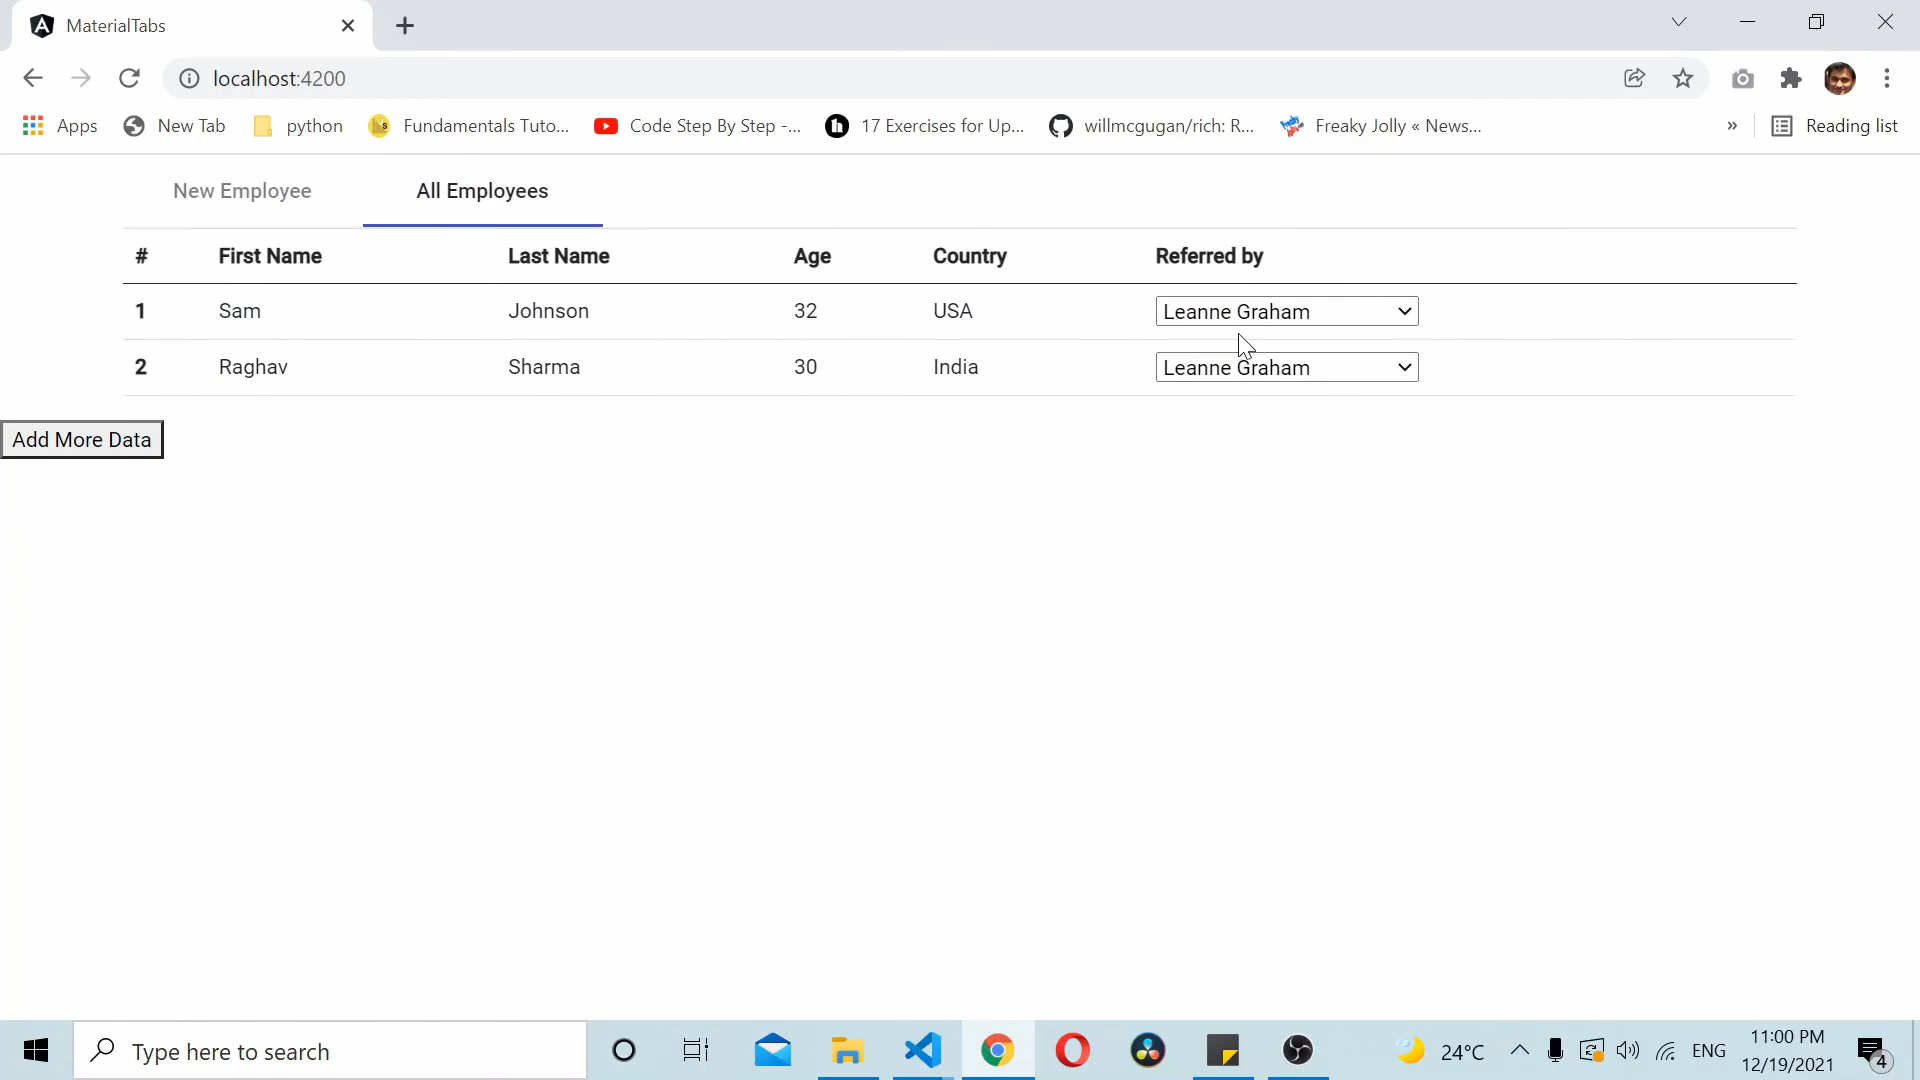 MaterialTabs
localhost:4200
Apps New Tab python Fundamentals Tuto... Code Step By Step -... 17 Exercises for Up... willmcgugan/rich: R... Freaky Jolly « News... » Reading list
New Employee All Employees
# First Name Last Name Age Country Referred by
1 Sam Johnson 32 USA Leanne Graham
2 Raghav Sharma 30 India Leanne Graham
Add More Data
Type here to search
24°C ENG 11:00 PM
12/19/2021
4